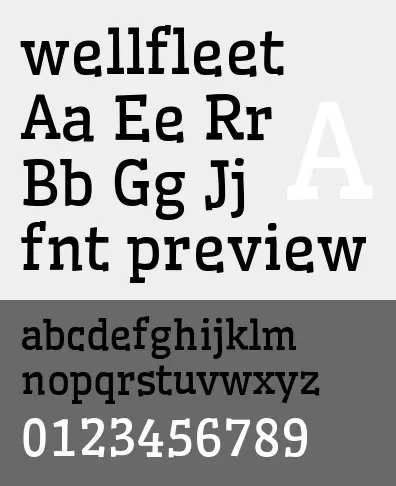 wellfleet
Aa Ee Rr
A
Bb Gg Jj
fnt preview
abcdefghijklm
nopqrstuvwxyz
0123456789